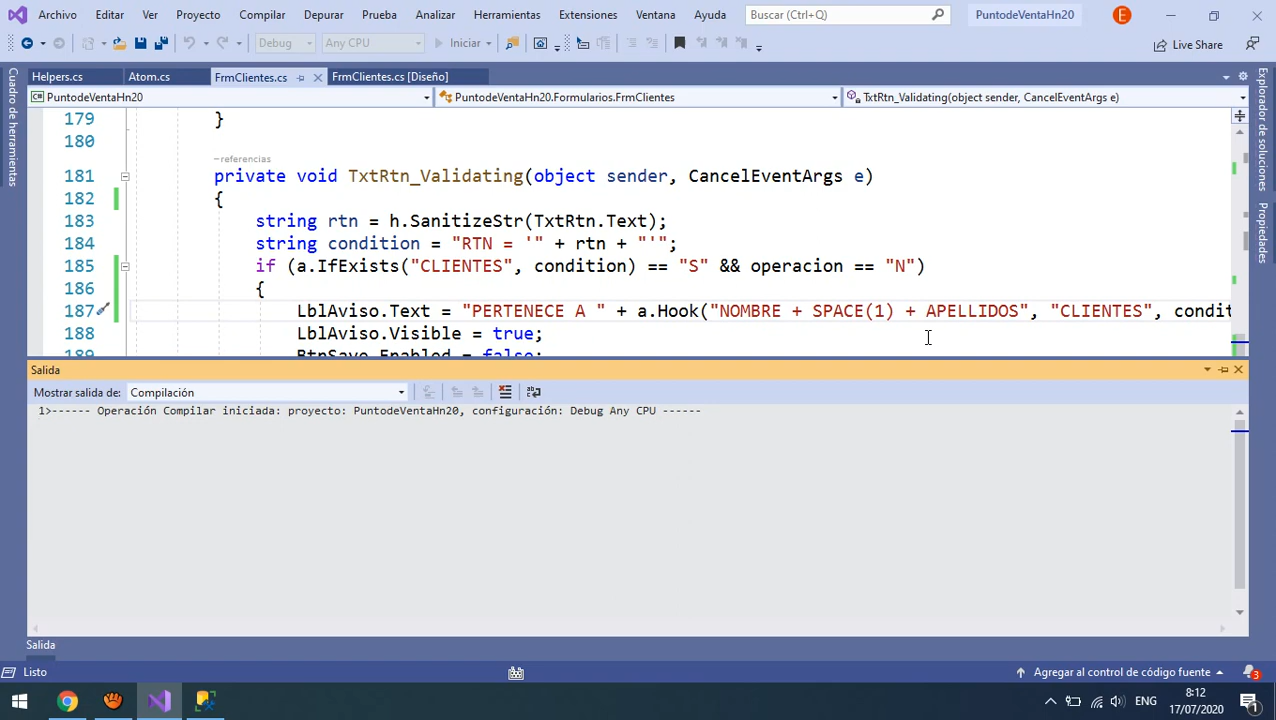 Archivo Editar Ver Proyecto Compilar Depurar Prueba Analizar Herramientas Extensiones Ventana Ayuda Buscar (Ctrl+Q) PuntodeVentaHn20 E
Debug Any CPU Iniciar Live Share
Helpers.cs Atom.cs FrmClientes.cs FrmClientes.cs [Diseño]
PuntodeVentaHn20 PuntodeVentaHn20.Formularios.FrmClientes TxtRtn_Validating(object sender, CancelEventArgs e)
Cuadro de herramientas
Explorador de soluciones
Propiedades
179 }
180
–referencias
181 private void TxtRtn_Validating(object sender, CancelEventArgs e)
182 {
183 string rtn = h.SanitizeStr(TxtRtn.Text);
184 string condition = "RTN = '" + rtn + "'";
185 if (a.IfExists("CLIENTES", condition) == "S" && operacion == "N")
186 {
187 LblAviso.Text = "PERTENECE A " + a.Hook("NOMBRE + SPACE(1) + APELLIDOS", "CLIENTES", condit
188 LblAviso.Visible = true;
189 BtnSave.Enabled = false;
Salida
Mostrar salida de: Compilación
1>------ Operación Compilar iniciada: proyecto: PuntodeVentaHn20, configuración: Debug Any CPU ------
Salida
Listo Agregar al control de código fuente 3
ENG 8:12
17/07/2020 1